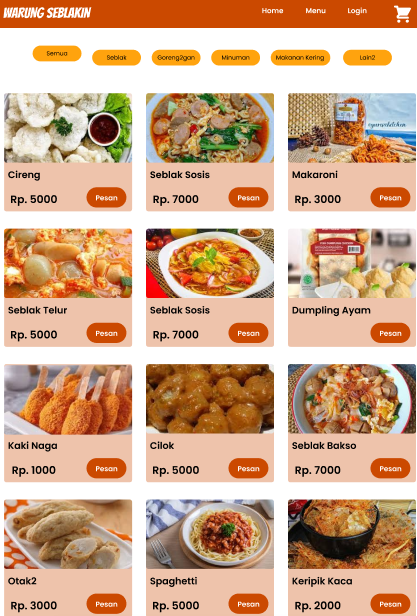 WARUNG SEBLAKIN
Home Menu Login
Semua Seblak Goreng2gan Minuman Makanan Kering Lain2
Cireng Seblak Sosis Makaroni
Rp. 5000 Pesan Rp. 7000 Pesan Rp. 3000 Pesan
Seblak Telur Seblak Sosis Dumpling Ayam
Rp. 5000 Pesan Rp. 7000 Pesan Pesan
Kaki Naga Cilok Seblak Bakso
Rp. 1000 Pesan Rp. 5000 Pesan Rp. 7000 Pesan
Otak2 Spaghetti Keripik Kaca
Rp. 3000 Pesan Rp. 5000 Pesan Rp. 2000 Pesan